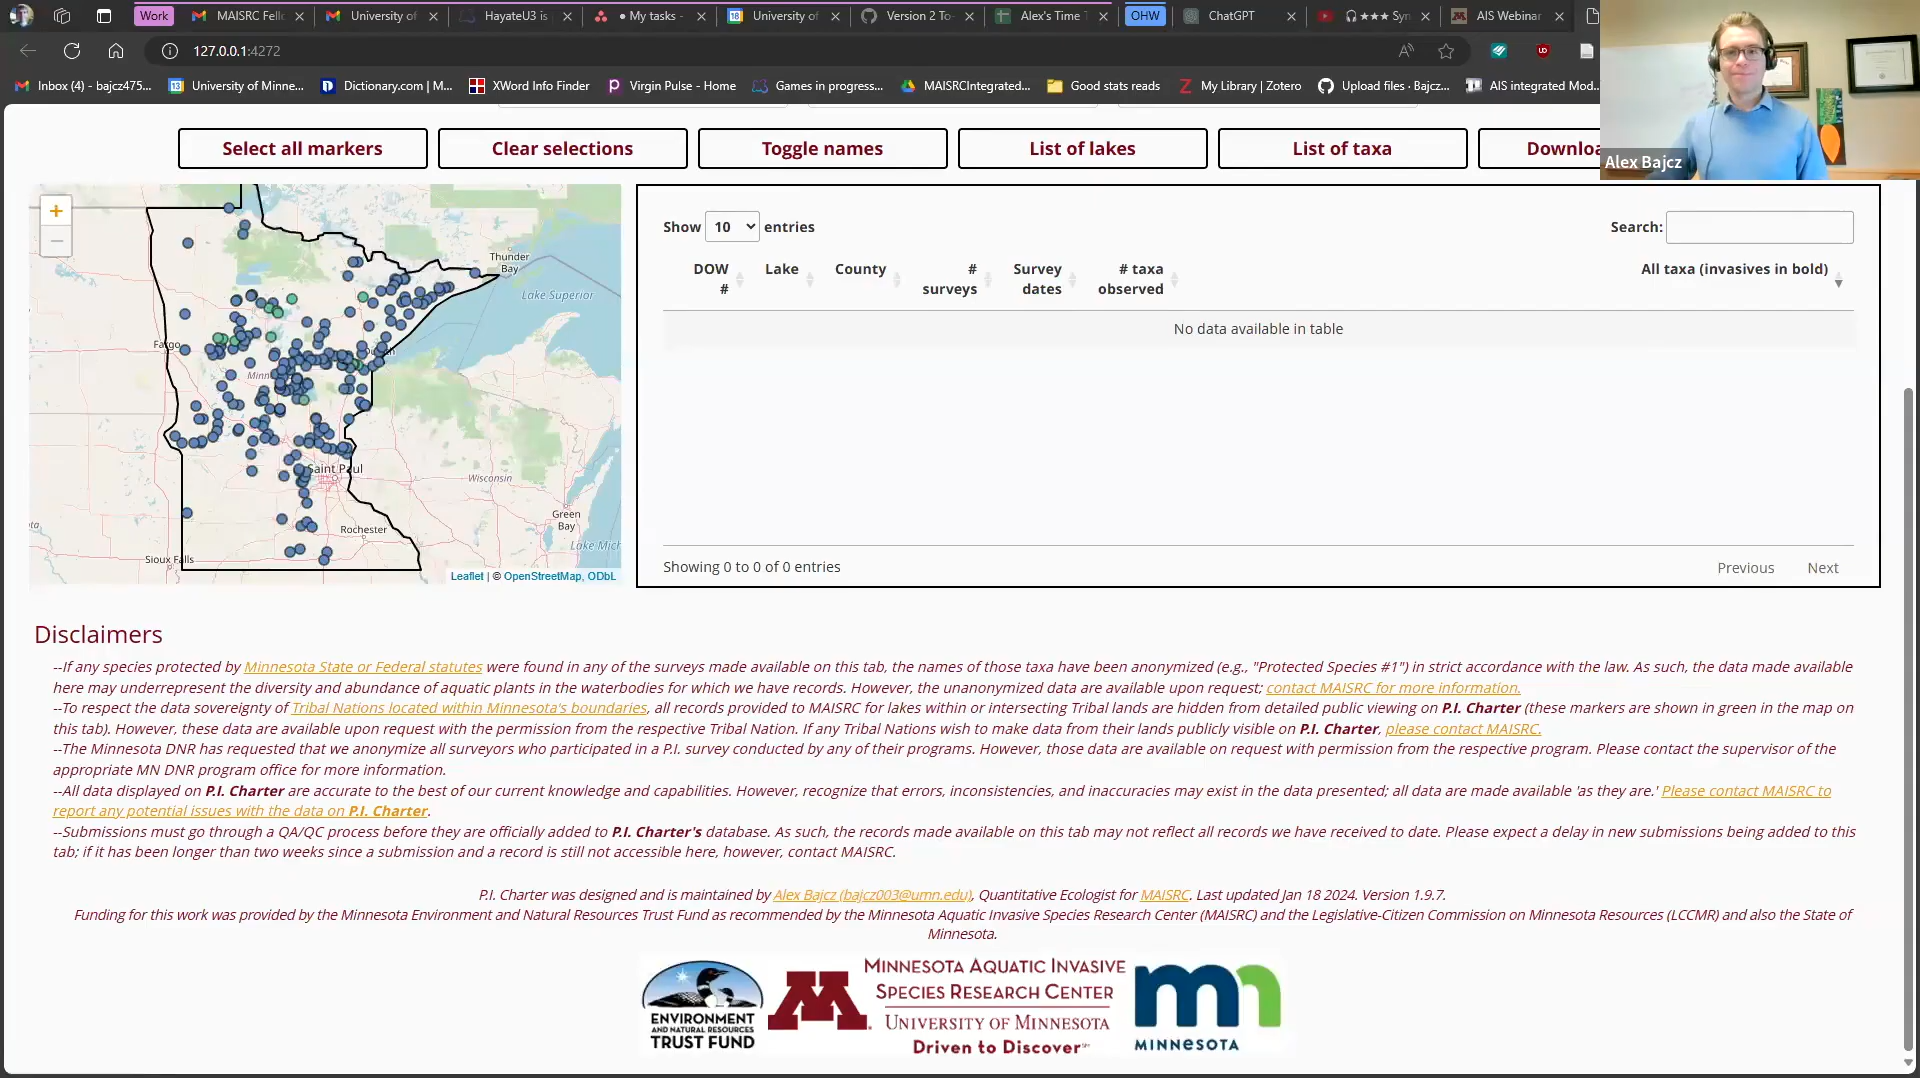 Work
MAISRC Fell
University of
HayateU3 is
• My tasks -
University of
Version 2 To-
Alex's Time T
OHW
ChatGPT
AIS Webinar
127.0.0.1:4272
Inbox (4) - bajcz475...
University of Minne...
Dictionary.com | M...
XWord Info Finder
Virgin Pulse - Home
Games in progress...
MAISRCIntegrated...
Good stats reads
My Library | Zotero
Upload files · Bajcz...
AIS integrated Mod...
Alex Bajcz
Select all markers
Clear selections
Toggle names
List of lakes
List of taxa
Downloa
+
−
Thunder
Bay
Lake Superior
Fargo
Saint Paul
Wisconsin
Green
Bay
Rochester
Sioux Falls
Lake Mich
Leaflet | © OpenStreetMap, ODbL
Show 10 entries
Search:
DOW #
Lake
County
# surveys
Survey dates
# taxa observed
All taxa (invasives in bold)
No data available in table
Showing 0 to 0 of 0 entries
Previous
Next
Disclaimers
--If any species protected by Minnesota State or Federal statutes were found in any of the surveys made available on this tab, the names of those taxa have been anonymized (e.g., "Protected Species #1") in strict accordance with the law. As such, the data made available
here may underrepresent the diversity and abundance of aquatic plants in the waterbodies for which we have records. However, the unanonymized data are available upon request; contact MAISRC for more information.
--To respect the data sovereignty of Tribal Nations located within Minnesota's boundaries, all records provided to MAISRC for lakes within or intersecting Tribal lands are hidden from detailed public viewing on P.I. Charter (these markers are shown in green in the map on
this tab). However, these data are available upon request with the permission from the respective Tribal Nation. If any Tribal Nations wish to make data from their lands publicly visible on P.I. Charter, please contact MAISRC.
--The Minnesota DNR has requested that we anonymize all surveyors who participated in a P.I. survey conducted by any of their programs. However, those data are available on request with permission from the respective program. Please contact the supervisor of the
appropriate MN DNR program office for more information.
--All data displayed on P.I. Charter are accurate to the best of our current knowledge and capabilities. However, recognize that errors, inconsistencies, and inaccuracies may exist in the data presented; all data are made available 'as they are.' Please contact MAISRC to
report any potential issues with the data on P.I. Charter.
--Submissions must go through a QA/QC process before they are officially added to P.I. Charter's database. As such, the records made available on this tab may not reflect all records we have received to date. Please expect a delay in new submissions being added to this
tab; if it has been longer than two weeks since a submission and a record is still not accessible here, however, contact MAISRC.
P.I. Charter was designed and is maintained by Alex Bajcz (bajcz003@umn.edu), Quantitative Ecologist for MAISRC. Last updated Jan 18 2024. Version 1.9.7.
Funding for this work was provided by the Minnesota Environment and Natural Resources Trust Fund as recommended by the Minnesota Aquatic Invasive Species Research Center (MAISRC) and the Legislative-Citizen Commission on Minnesota Resources (LCCMR) and also the State of
Minnesota.
ENVIRONMENT
AND NATURAL RESOURCES
TRUST FUND
MINNESOTA AQUATIC INVASIVE
SPECIES RESEARCH CENTER
UNIVERSITY OF MINNESOTA
Driven to Discover℠
mn
MINNESOTA